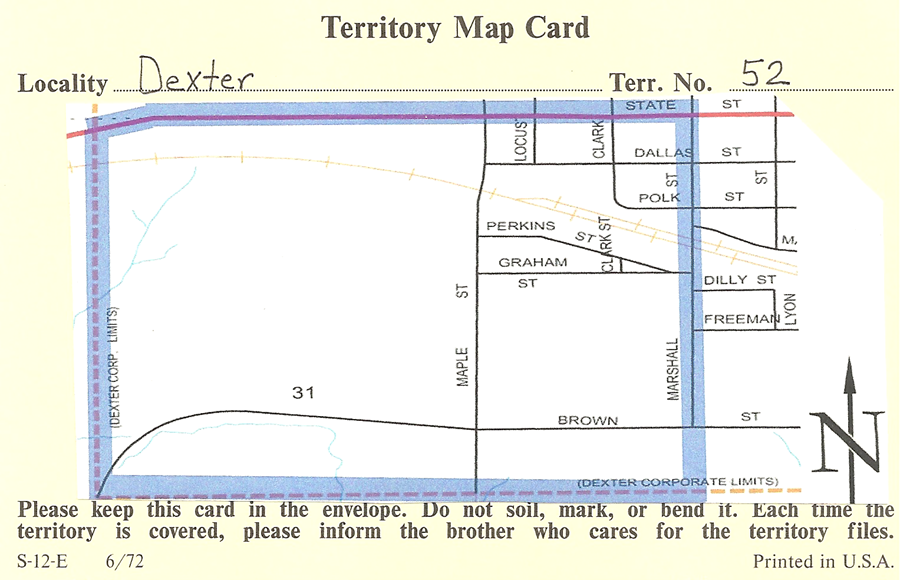 Territory Map Card
Locality Dexter Terr. No. 52
STATE ST
LOCUST
CLARK
DALLAS ST
ST
ST
POLK ST
PERKINS ST
CLARK ST
GRAHAM ST
DILLY ST
FREEMAN
LYON
MAPLE ST
MARSHALL
(DEXTER CORP. LIMITS)
31
BROWN ST
N
(DEXTER CORPORATE LIMITS)
Please keep this card in the envelope. Do not soil, mark, or bend it. Each time the
territory is covered, please inform the brother who cares for the territory files.
S-12-E 6/72 Printed in U.S.A.